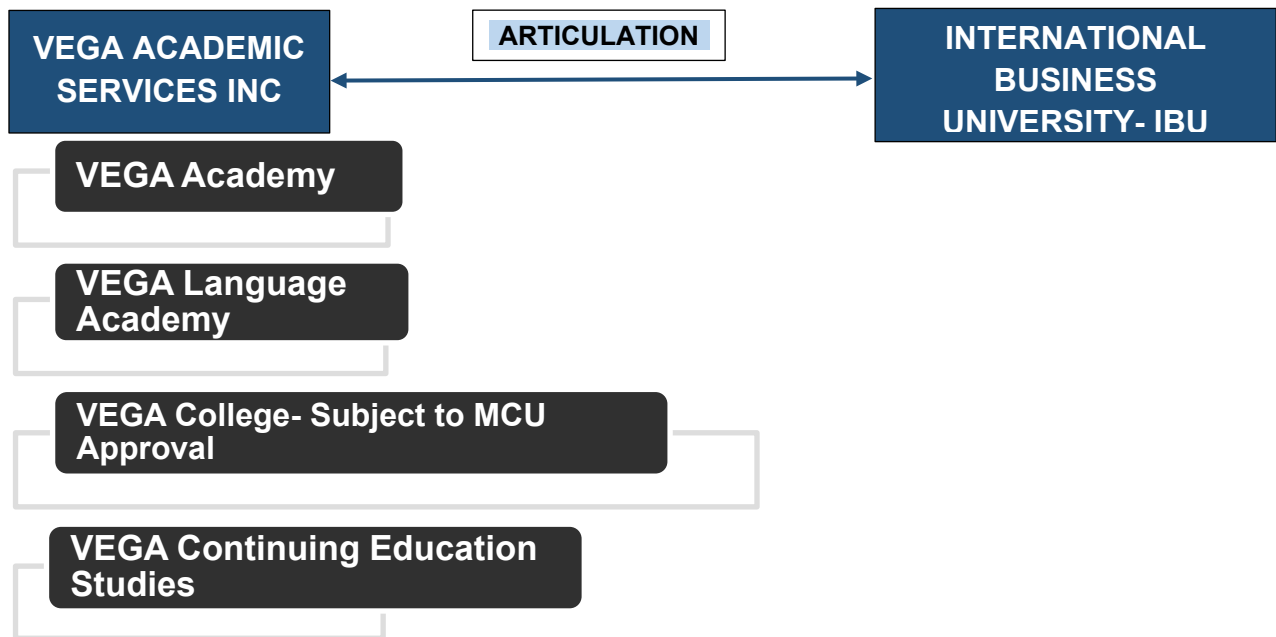 VEGA ACADEMIC
SERVICES INC
ARTICULATION
INTERNATIONAL
BUSINESS
UNIVERSITY- IBU
VEGA Academy
VEGA Language
Academy
VEGA College- Subject to MCU
Approval
VEGA Continuing Education
Studies